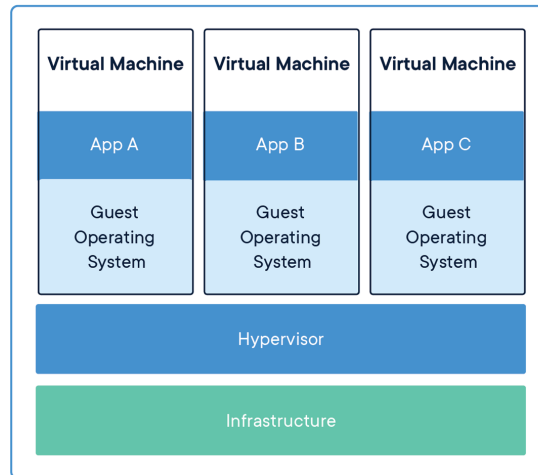 Virtual Machine
Virtual Machine
Virtual Machine
App A
App B
App C
Guest
Operating
System
Guest
Operating
System
Guest
Operating
System
Hypervisor
Infrastructure